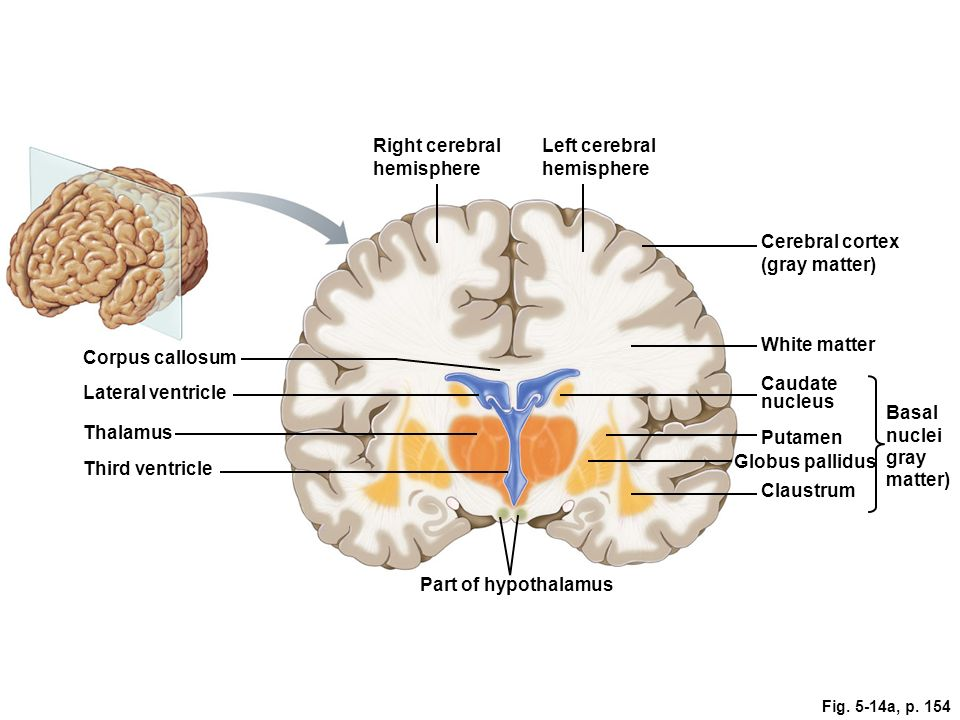 Right cerebral
hemisphere
Left cerebral
hemisphere
Cerebral cortex
(gray matter)
White matter
Corpus callosum
Lateral ventricle
Thalamus
Third ventricle
Caudate
nucleus
Putamen
Globus pallidus
Claustrum
Basal
nuclei
gray
matter)
Part of hypothalamus
Fig. 5-14a, p. 154